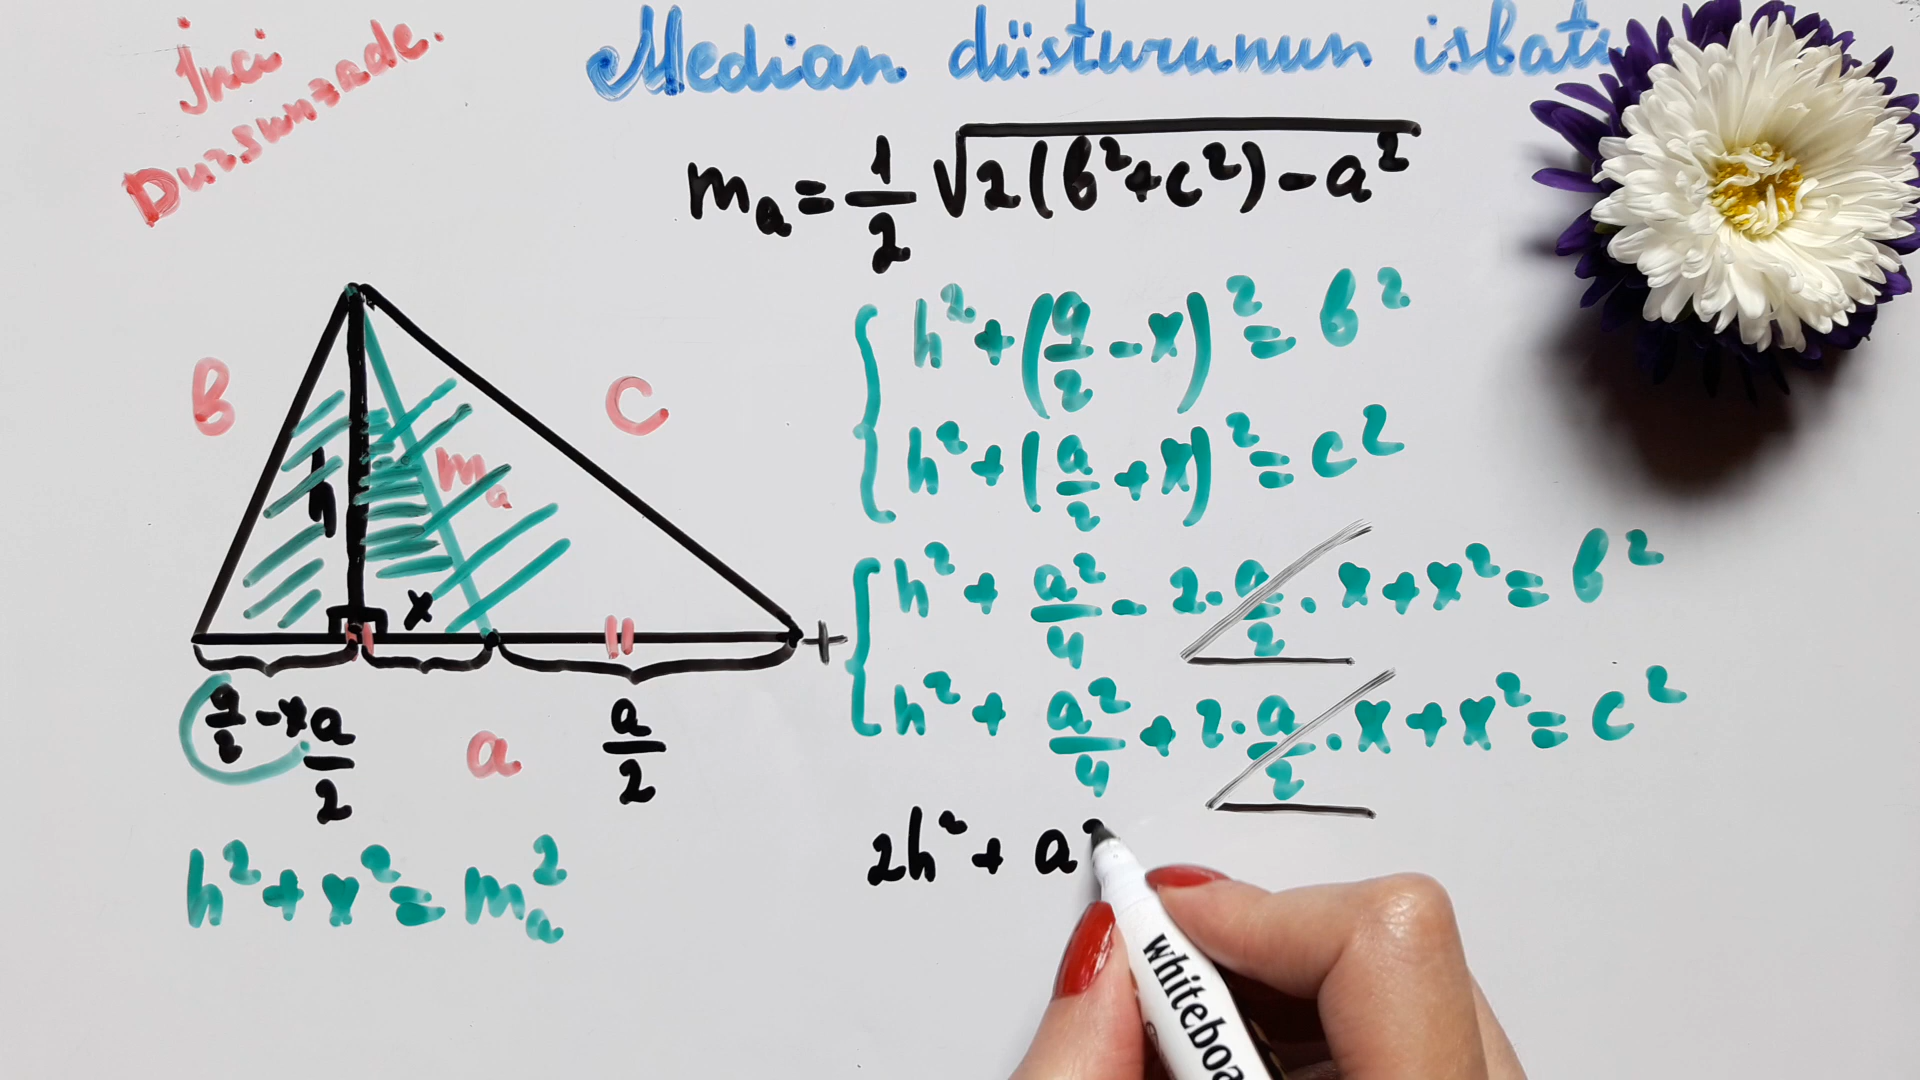 İnci
Dursunzade.
Median düsturunun isbatı
mₐ = 1/2 √2(b²+c²)-a²
h²+(a/2-x)²=b²
h²+(a/2+x)²=c²
b
c
h
mₐ
x
h²+a²/4-2·a/2·x+x²=b²
+
h²+a²/4+2·a/2·x+x²=c²
a/2-x
a/2
a
a/2
2h²+a²
h²+x²=mₐ²
whiteboa